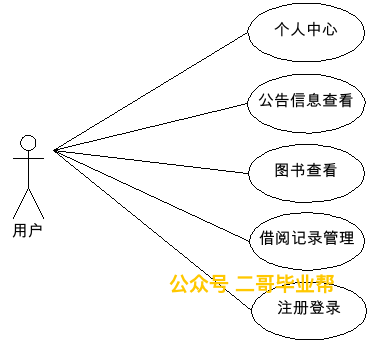 个人中心
公告信息查看
图书查看
用户
借阅记录管理
公众号 二哥毕业帮
注册登录